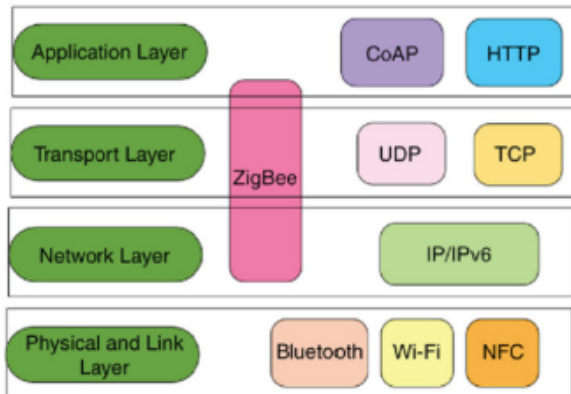 Application Layer
CoAP
HTTP
Transport Layer
ZigBee
UDP
TCP
Network Layer
IP/IPv6
Physical and Link
Layer
Bluetooth
Wi-Fi
NFC